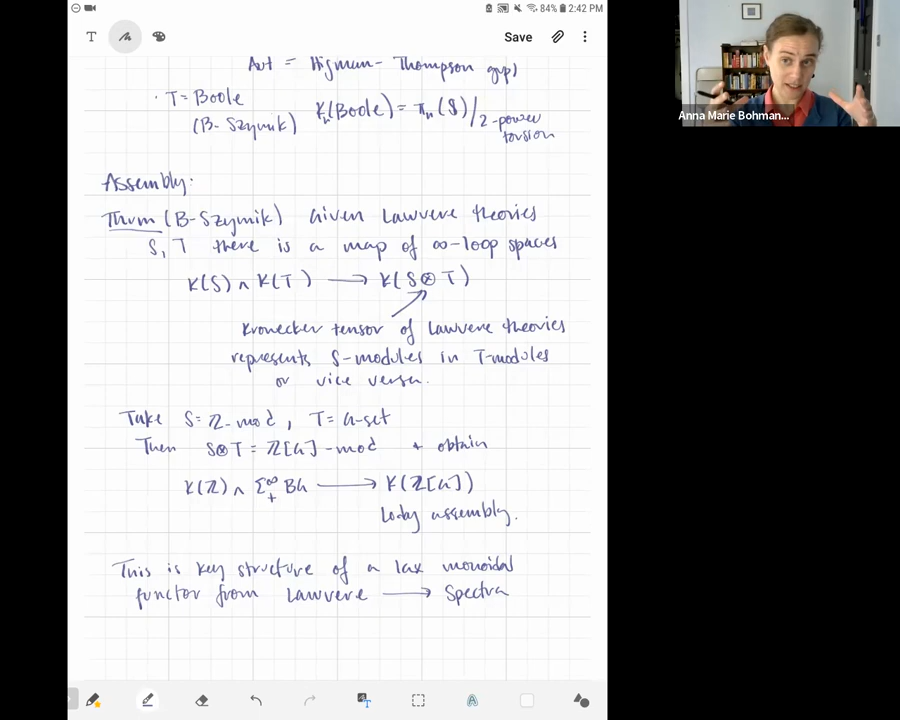 84% 2:42 PM
T Save
Aut = Higman-Thompson grp)
· T = Boole
(B-Szymik) Kₙ(Boole) = πₙ(S)/2-power torsion
Assembly:
Thm (B-Szymik) Given Lawvere theories
S, T there is a map of ∞-loop spaces
K(S) ∧ K(T) ⟶ K(S⊗T)
Kronecker tensor of Lawvere theories
represents S-modules in T-modules
or vice versa.
Take S = ℤ-mod, T = G-set
Then S⊗T = ℤ[G]-mod + obtain
K(ℤ) ∧ Σ₊^∞ BG ⟶ K(ℤ[G])
Loday assembly.
This is key structure of a lax monoidal
functor from Lawvere ⟶ Spectra
Anna Marie Bohman...